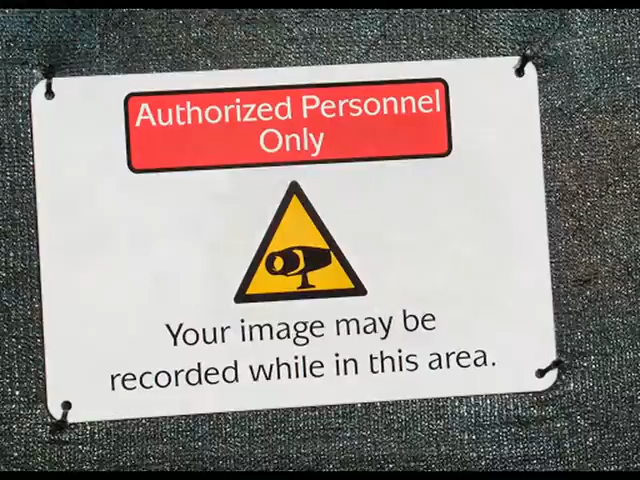 Authorized Personnel
Only
Your image may be
recorded while in this area.